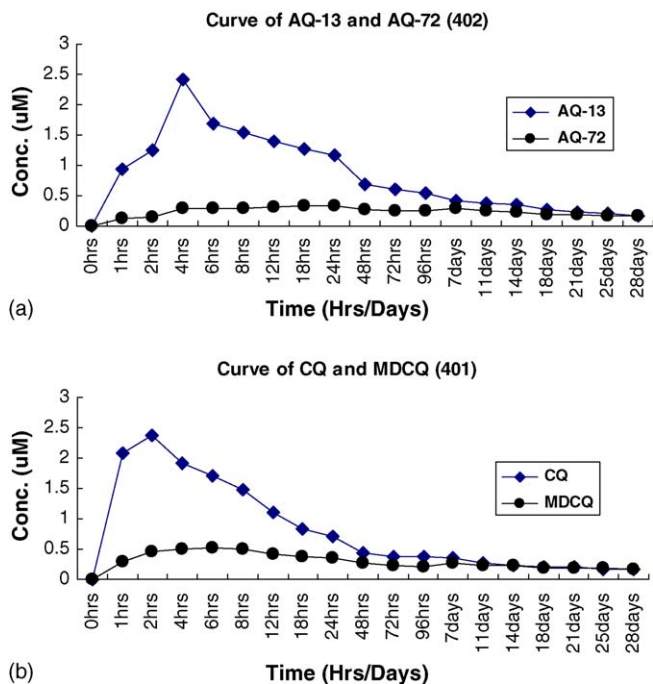 Curve of AQ-13 and AQ-72 (402)
3
2.5
2
1.5
1
0.5
0
Conc. (uM)
AQ-13
AQ-72
0hrs
1hrs
2hrs
4hrs
6hrs
8hrs
12hrs
18hrs
24hrs
48hrs
72hrs
96hrs
7days
11days
14days
18days
21days
25days
28days
(a)
Time (Hrs/Days)
Curve of CQ and MDCQ (401)
3
2.5
2
1.5
1
0.5
0
Conc. (uM)
CQ
MDCQ
0hrs
1hrs
2hrs
4hrs
6hrs
8hrs
12hrs
18hrs
24hrs
48hrs
72hrs
96hrs
7days
11days
14days
18days
21days
25days
28days
(b)
Time (Hrs/Days)